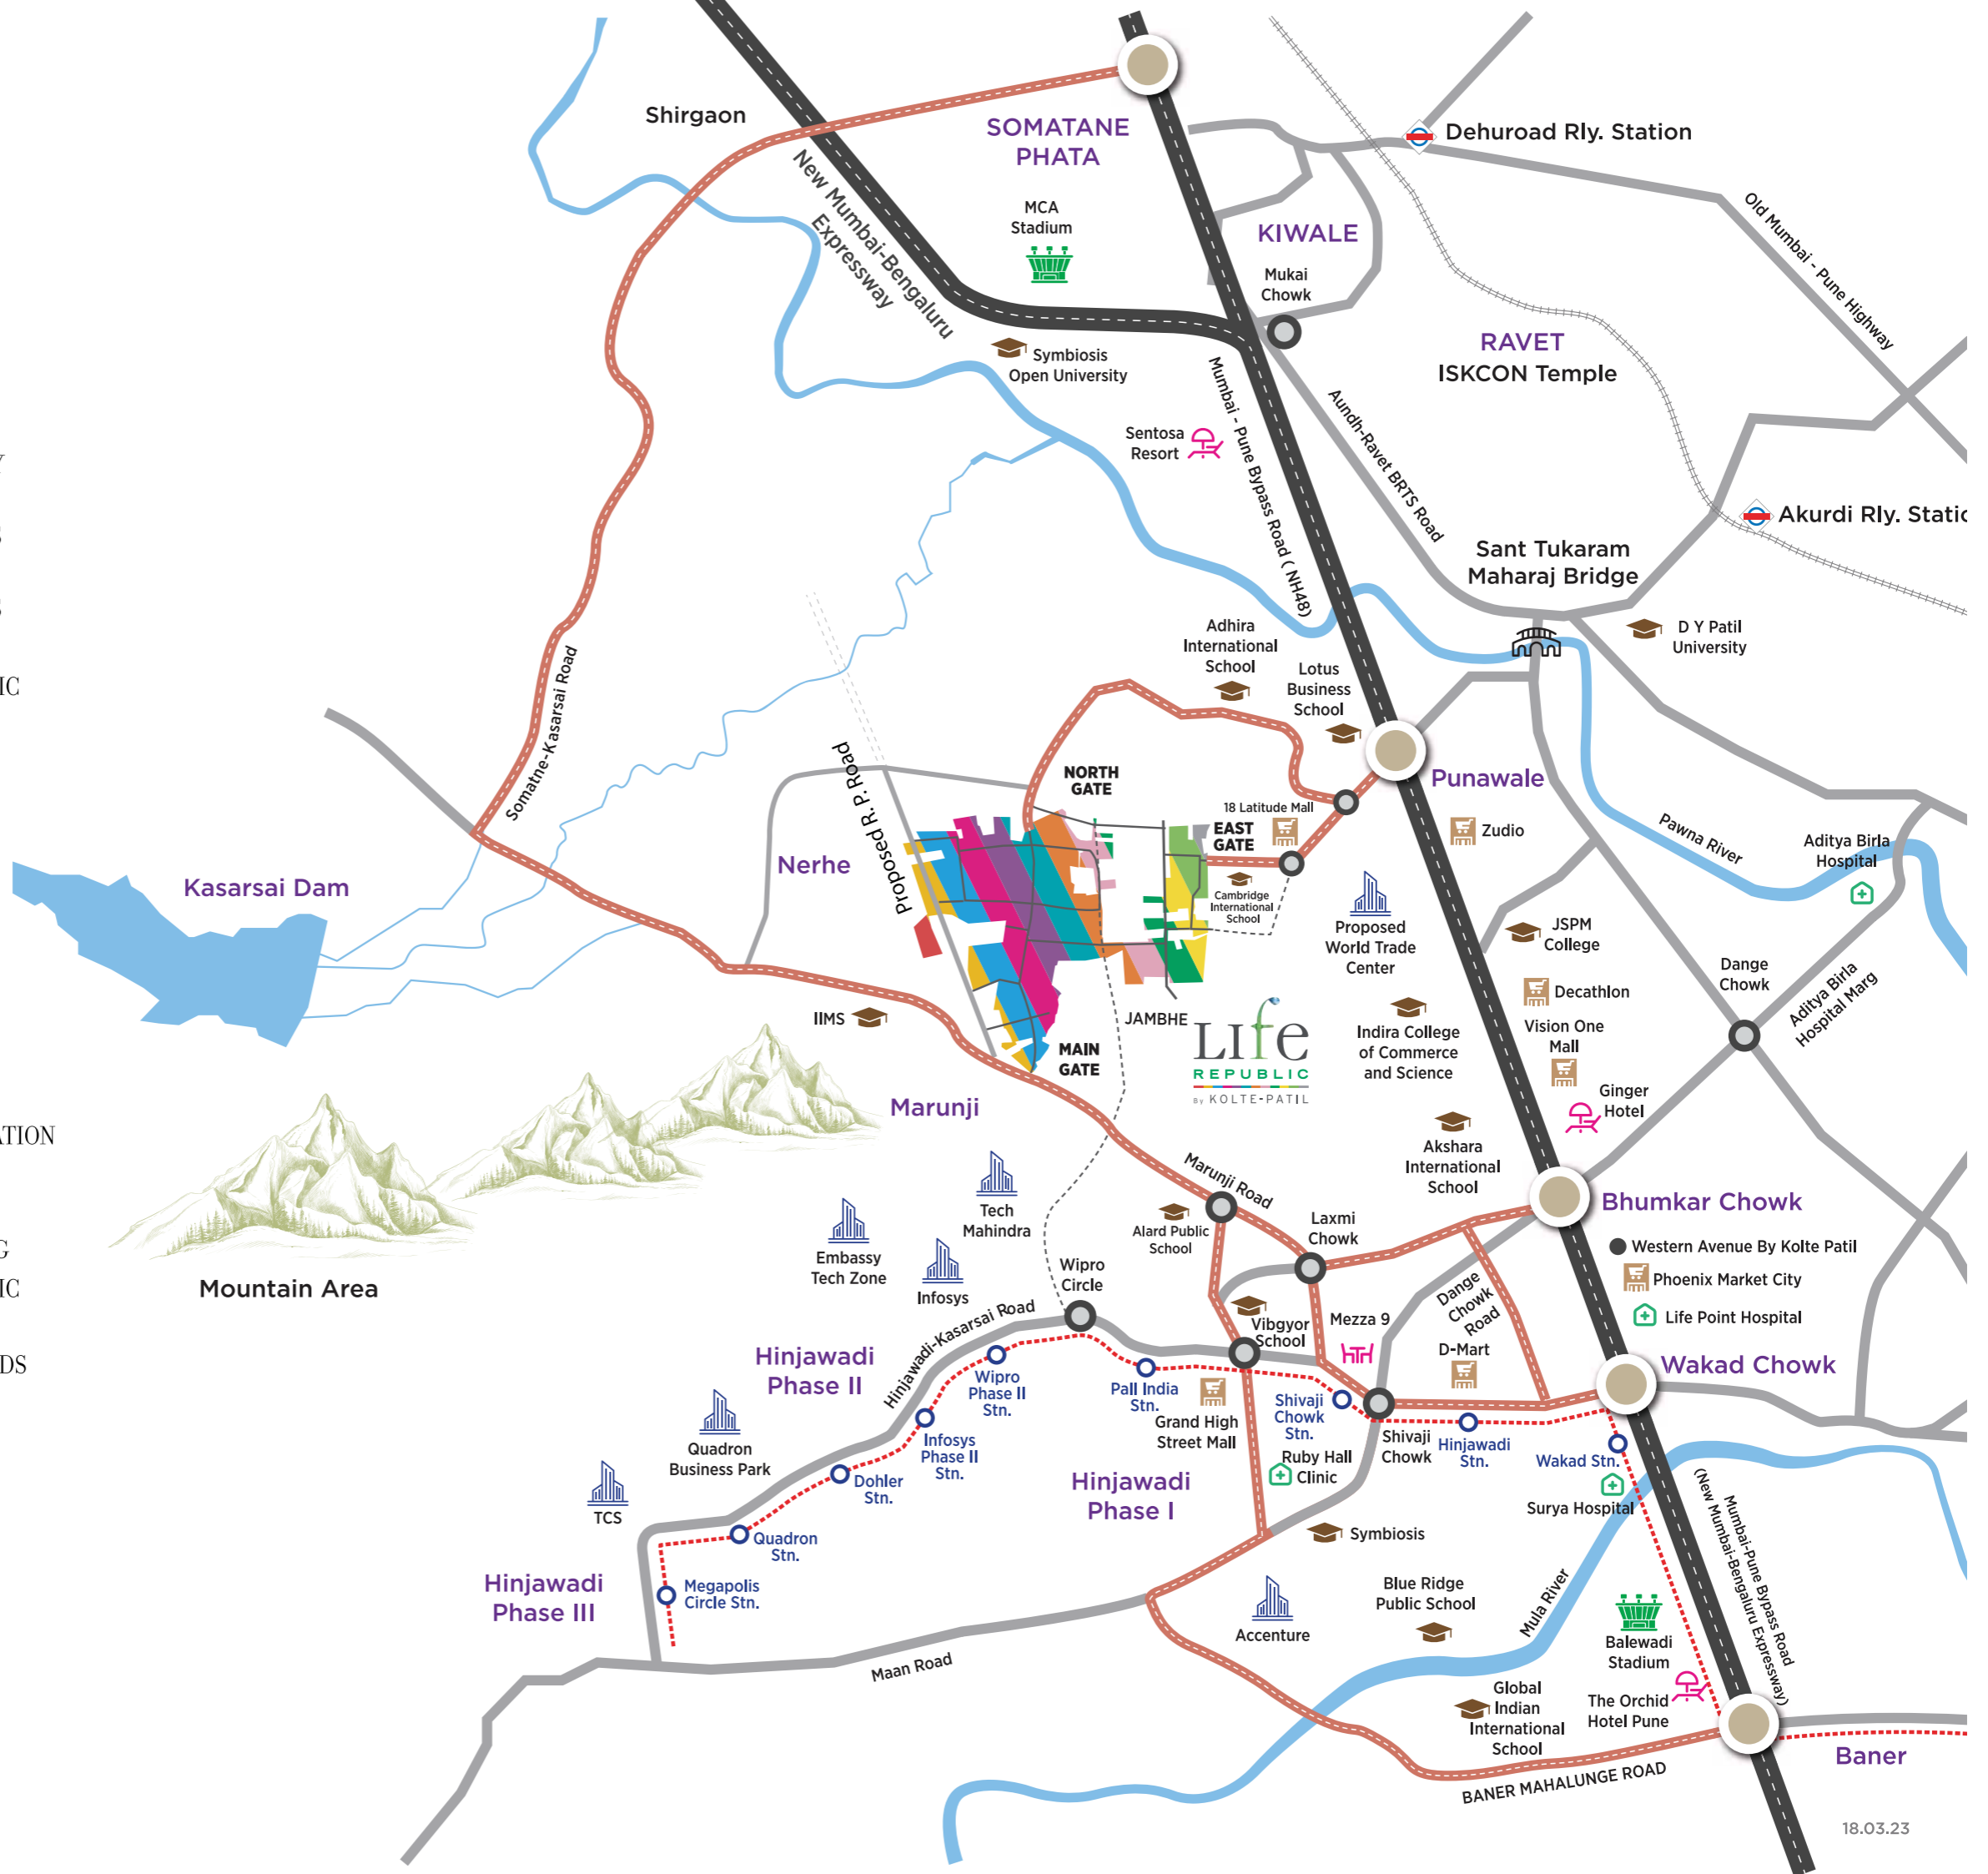 Shirgaon
SOMATANE
PHATA
Dehuroad Rly. Station
New Mumbai-Bengaluru
Expressway
MCA
Stadium
KIWALE
Old Mumbai - Pune Highway
Mukai
Chowk
RAVET
ISKCON Temple
Symbiosis
Open University
Mumbai - Pune Bypass Road ( NH48)
Aundh-Ravet BRTS Road
Sentosa
Resort
Akurdi Rly. Static
Sant Tukaram
Maharaj Bridge
D Y Patil
University
Adhira
International
School
Lotus
Business
School
IC
Somatne-Kasarsai Road
Proposed R. P. Road
NORTH
GATE
Punawale
18 Latitude Mall
EAST
GATE
Zudio
Pawna River
Aditya Birla
Hospital
Nerhe
Kasarsai Dam
Cambridge
International
School
Proposed
World Trade
Center
JSPM
College
Dange
Chowk
Aditya Birla
Hospital Marg
Decathlon
IIMS
JAMBHE
LIfe
REPUBLIC
By KOLTE-PATIL
Indira College
of Commerce
and Science
Vision One
Mall
MAIN
GATE
Ginger
Hotel
Marunji
ATION
Akshara
International
School
Marunji Road
Tech
Mahindra
Alard Public
School
Laxmi
Chowk
Bhumkar Chowk
Embassy
Tech Zone
Infosys
Wipro
Circle
Western Avenue By Kolte Patil
Phoenix Market City
Life Point Hospital
G
IC
Mountain Area
Hinjawadi-Kasarsai Road
Vibgyor
School
Mezza 9
Dange
Chowk
Road
D-Mart
DS
Hinjawadi
Phase II
Wakad Chowk
Wipro
Phase II
Stn.
Pall India
Stn.
Grand High
Street Mall
Shivaji
Chowk
Stn.
Shivaji
Chowk
Hinjawadi
Stn.
Wakad Stn.
Quadron
Business Park
Infosys
Phase II
Stn.
Ruby Hall
Clinic
Dohler
Stn.
Hinjawadi
Phase I
Surya Hospital
TCS
Quadron
Stn.
Symbiosis
Mumbai-Pune Bypass Road
(New Mumbai-Bengaluru Expressway)
Hinjawadi
Phase III
Megapolis
Circle Stn.
Blue Ridge
Public School
Mula River
Accenture
Balewadi
Stadium
Maan Road
Global
Indian
International
School
The Orchid
Hotel Pune
Baner
BANER MAHALUNGE ROAD
18.03.23